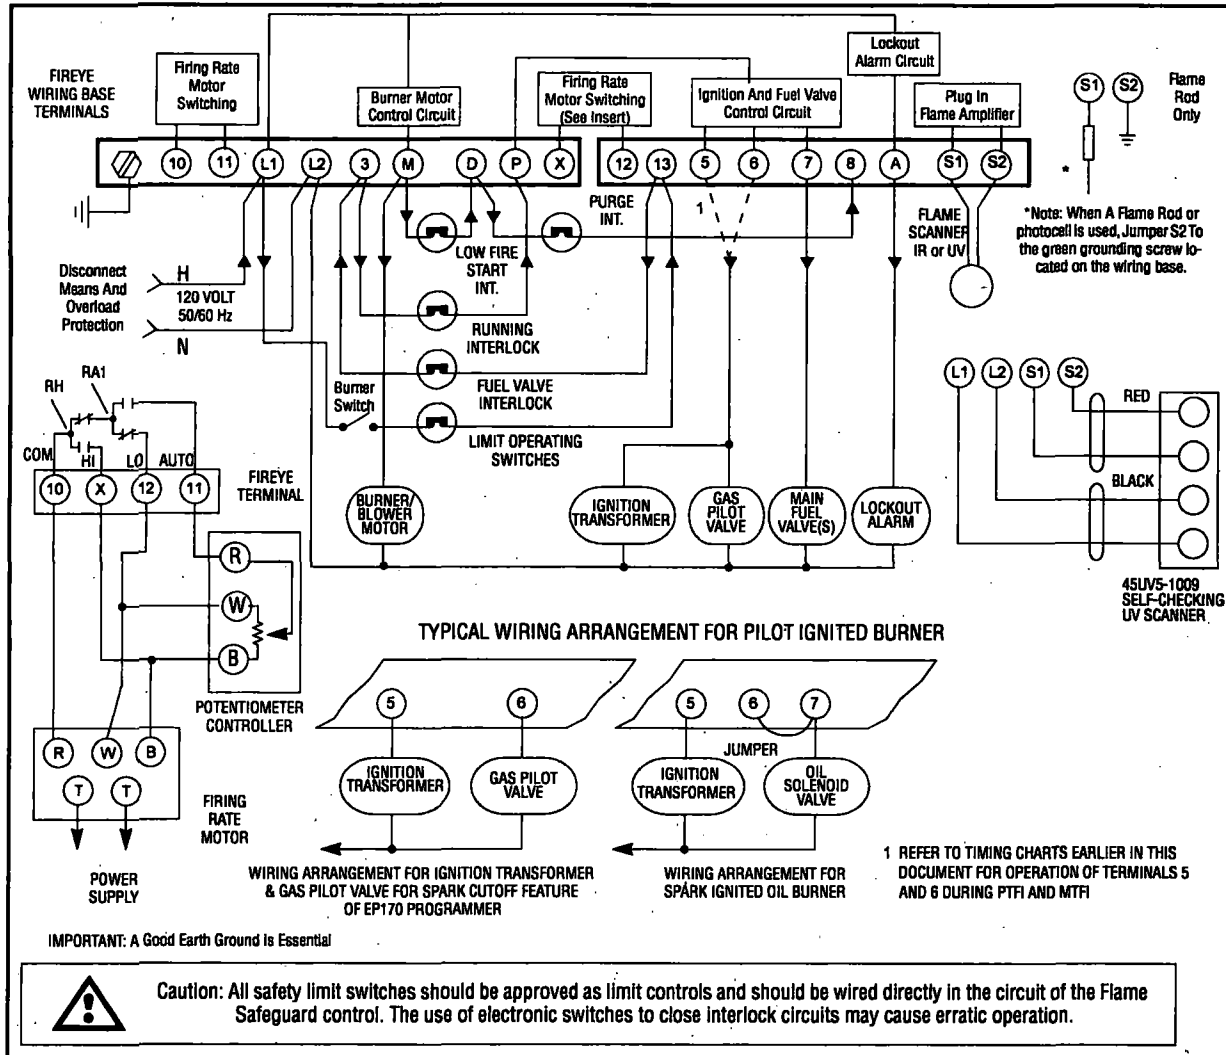 FIREYE
WIRING BASE
TERMINALS
Firing Rate
Motor
Switching
Burner Motor
Control Circuit
Firing Rate
Motor Switching
(See Insert)
Ignition And Fuel Valve
Control Circuit
Lockout
Alarm Circuit
Plug In
Flame Amplifier
S1 S2
Flame
Rod
Only
*
10 11 L1 L2 3 M D P X 12 13 5 6 7 8 A S1 S2
PURGE
INT.
1
FLAME
SCANNER
IR or UV
*Note: When A Flame Rod or
photocell is used, Jumper S2 To
the green grounding screw lo-
cated on the wiring base.
LOW FIRE
START
INT.
Disconnect
Means And
Overload
Protection
H
120 VOLT
50/60 Hz
N
RUNNING
INTERLOCK
FUEL VALVE
INTERLOCK
Burner
Switch
LIMIT OPERATING
SWITCHES
L1 L2 S1 S2
RED
BLACK
45UV5-1009
SELF-CHECKING
UV SCANNER
RH
RA1
COM HI LO AUTO
10 X 12 11
FIREYE
TERMINAL
BURNER/
BLOWER
MOTOR
IGNITION
TRANSFORMER
GAS
PILOT
VALVE
MAIN
FUEL
VALVE(S)
LOCKOUT
ALARM
R
W
B
POTENTIOMETER
CONTROLLER
TYPICAL WIRING ARRANGEMENT FOR PILOT IGNITED BURNER
R W B
T T
FIRING
RATE
MOTOR
POWER
SUPPLY
5 6
IGNITION
TRANSFORMER
GAS PILOT
VALVE
WIRING ARRANGEMENT FOR IGNITION TRANSFORMER
& GAS PILOT VALVE FOR SPARK CUTOFF FEATURE
OF EP170 PROGRAMMER
5 6 7
JUMPER
IGNITION
TRANSFORMER
OIL
SOLENOID
VALVE
WIRING ARRANGEMENT FOR
SPARK IGNITED OIL BURNER
1 REFER TO TIMING CHARTS EARLIER IN THIS
DOCUMENT FOR OPERATION OF TERMINALS 5
AND 6 DURING PTFI AND MTFI
IMPORTANT: A Good Earth Ground is Essential
Caution: All safety limit switches should be approved as limit controls and should be wired directly in the circuit of the Flame
Safeguard control. The use of electronic switches to close interlock circuits may cause erratic operation.